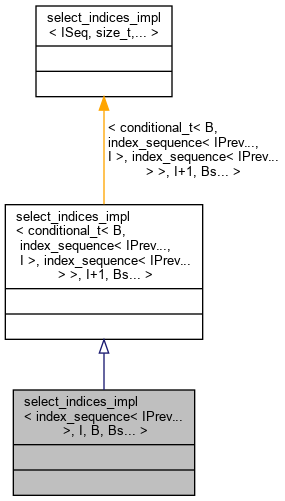 select_indices_impl
< ISeq, size_t,... >
< conditional_t< B,
index_sequence< IPrev...,
I >, index_sequence< IPrev...
> >, I+1, Bs... >
select_indices_impl
< conditional_t< B,
index_sequence< IPrev...,
I >, index_sequence< IPrev...
> >, I+1, Bs... >
select_indices_impl
< index_sequence< IPrev...
>, I, B, Bs... >